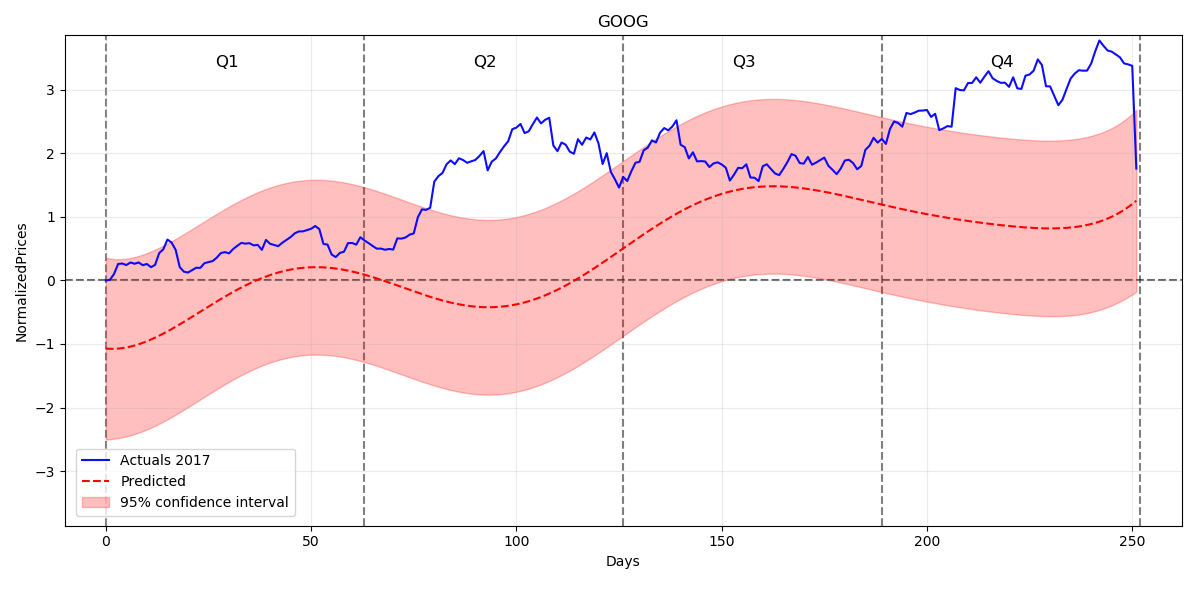 GOOG
Q1 Q2 Q3 Q4
3
2
1
0
−1
−2
−3
NormalizedPrices
Actuals 2017
Predicted
95% confidence interval
0 50 100 150 200 250
Days